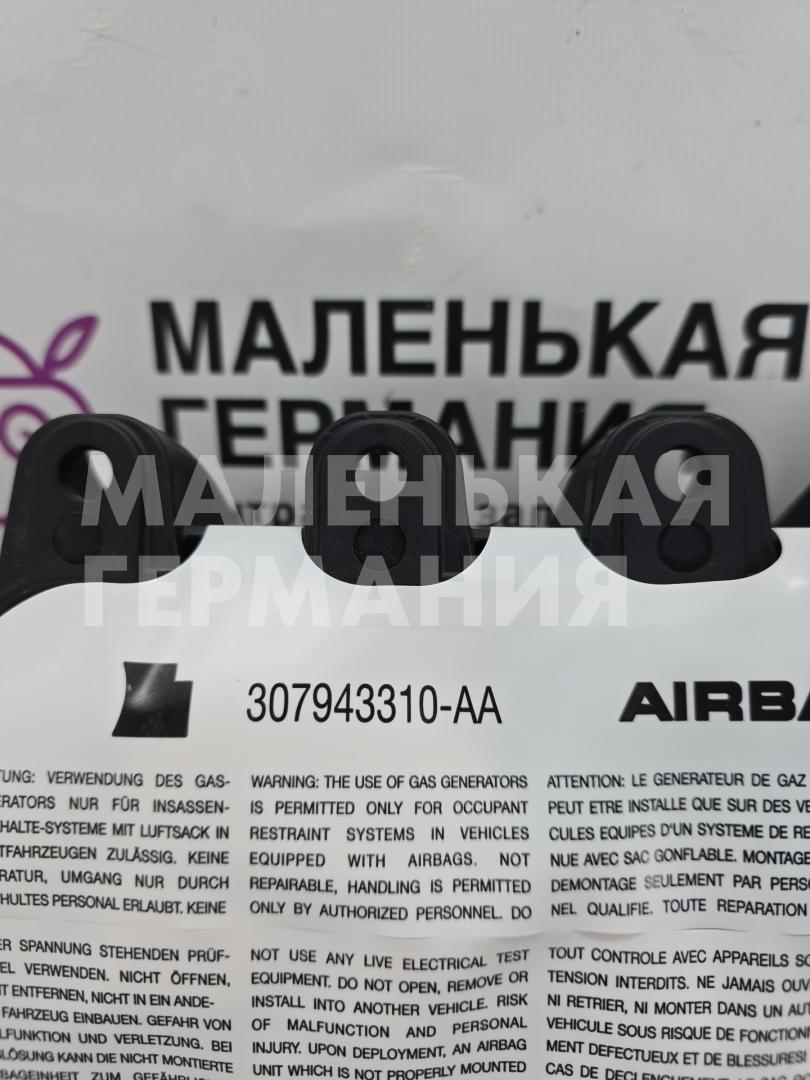 МАЛЕНЬКАЯ
ГЕРМАНИЯ
МАЛЕНЬКАЯ
ГЕРМАНИЯ
307943310-AA
AIRBA
TUNG: VERWENDUNG DES GAS-
ERATORS NUR FÜR INSASSEN-
HALTE-SYSTEME MIT LUFTSACK IN
TFAHRZEUGEN ZULÄSSIG. KEINE
RATUR, UMGANG NUR DURCH
HULTES PERSONAL ERLAUBT. KEINE
ER SPANNUNG STEHENDEN PRÜF-
EL VERWENDEN. NICHT ÖFFNEN,
T ENTFERNEN, NICHT IN EIN ANDE-
FAHRZEUG EINBAUEN. GEFAHR VON
LFUNKTION UND VERLETZUNG. BEI
LÖSUNG KANN DIE NICHT MONTIERTE
BAGEINHEIT ZUM GEFÄHRLI
WARNING: THE USE OF GAS GENERATORS
IS PERMITTED ONLY FOR OCCUPANT
RESTRAINT SYSTEMS IN VEHICLES
EQUIPPED WITH AIRBAGS. NOT
REPAIRABLE, HANDLING IS PERMITTED
ONLY BY AUTHORIZED PERSONNEL. DO
NOT USE ANY LIVE ELECTRICAL TEST
EQUIPMENT. DO NOT OPEN, REMOVE OR
INSTALL INTO ANOTHER VEHICLE. RISK
OF MALFUNCTION AND PERSONAL
INJURY. UPON DEPLOYMENT, AN AIRBAG
UNIT WHICH IS NOT PROPERLY MOUNTED
ATTENTION: LE GENERATEUR DE GAZ
PEUT ETRE INSTALLE QUE SUR DES VE
CULES EQUIPES D'UN SYSTEME DE RE
NUE AVEC SAC GONFLABLE. MONTAGE
DEMONTAGE SEULEMENT PAR PERSO
NEL QUALIFIE. TOUTE REPARATION
TOUT CONTROLE AVEC APPAREILS SO
TENSION INTERDITS. NE JAMAIS OUV
NI RETRIER, NI MONTER DANS UN AUT
VEHICULE SOUS RISQUE DE FONCTION
MENT DEFECTUEUX ET DE BLESSURES!
CAS DE DECLENCHEMENT